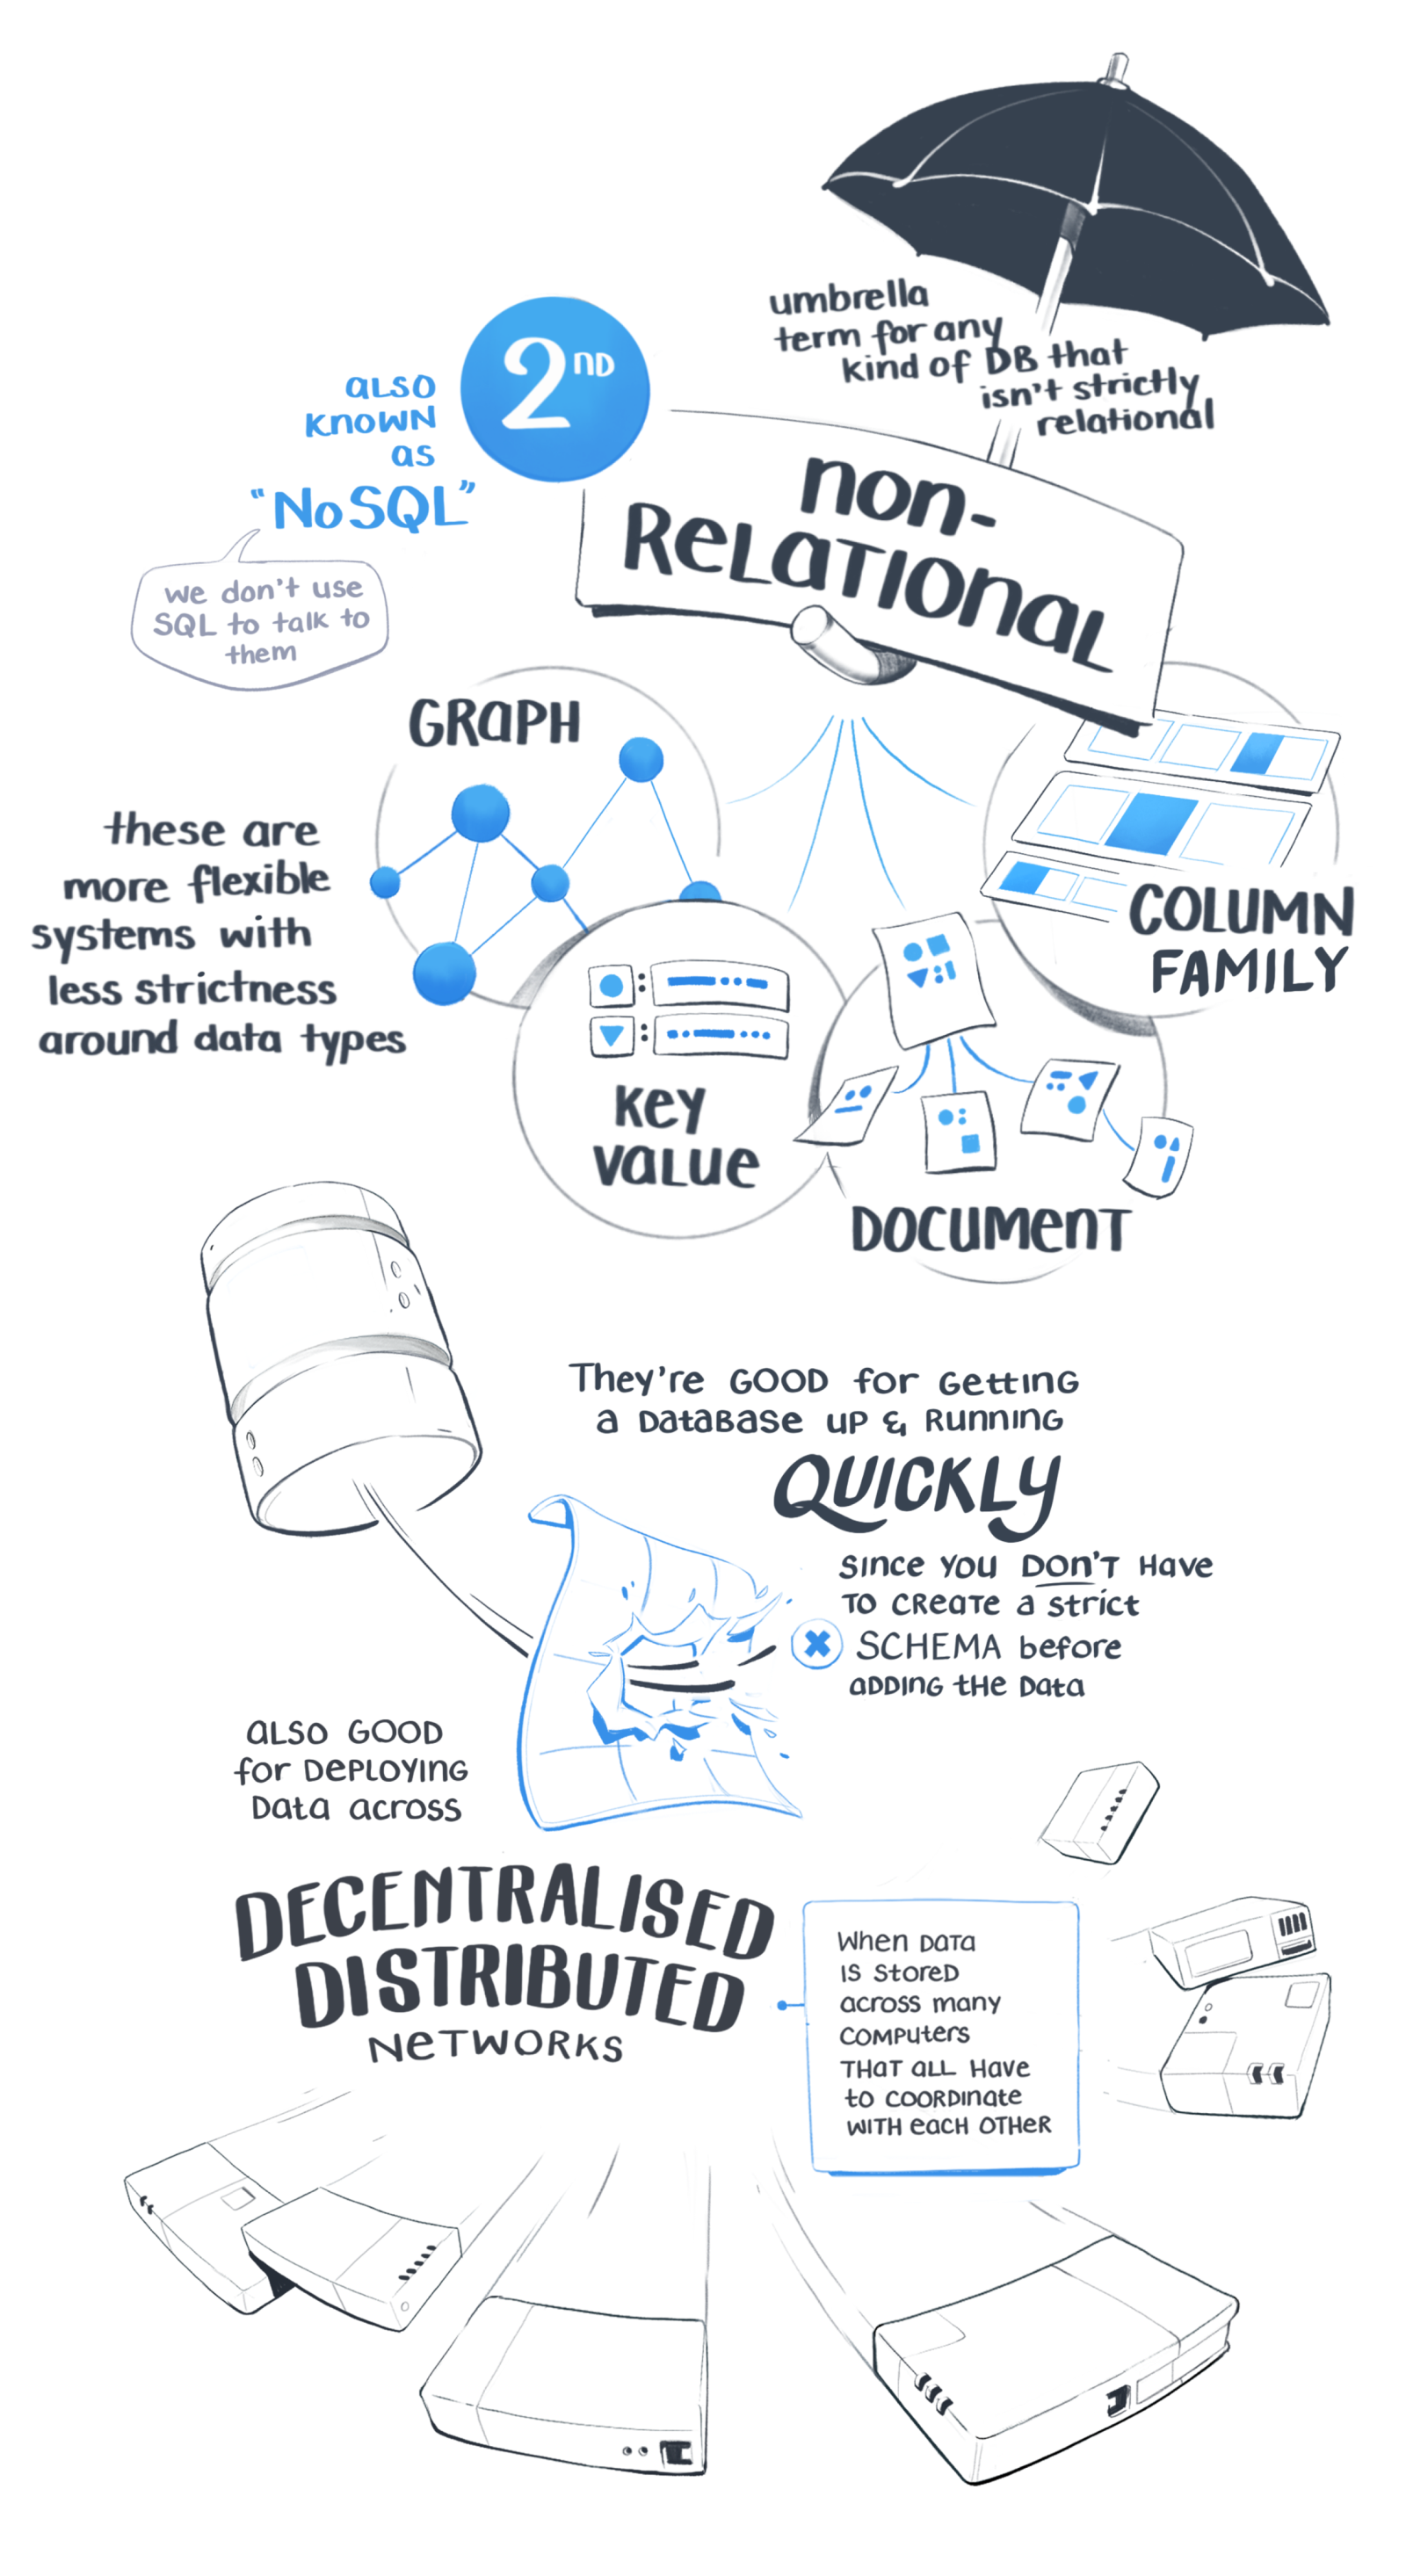 umbrella
term for any
kind of DB that
isn't strictly
relational
2ND
also
known
as
"NoSQL"
we don't use
SQL to talk to
them
non-
Relational
GRAPH
these are
more flexible
systems with
less strictness
around data types
COLUMN
FAMILY
Key
Value
DOCUMENT
They're GOOD for Getting
a Database up & Running
QUICKLY
since you DON'T Have
TO CReate a strict
SCHEMA before
adding the Data
also GOOD
for Deploying
Data across
DECENTRALISED
DISTRIBUTED
NETWORKS
When Data
is stored
across many
computers
that all have
to coordinate
with each other